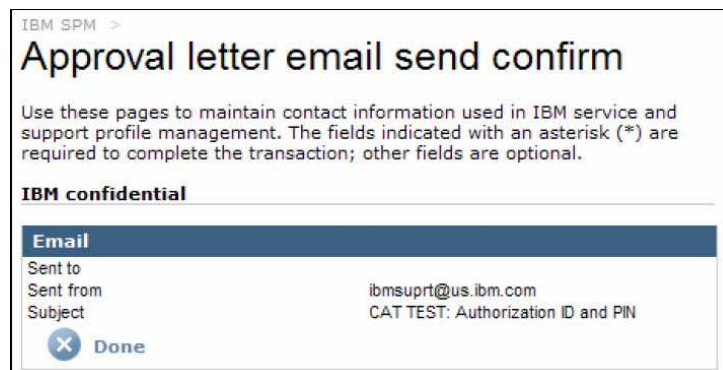 IBM SPM >
Approval letter email send confirm
Use these pages to maintain contact information used in IBM service and
support profile management. The fields indicated with an asterisk (*) are
required to complete the transaction; other fields are optional.
IBM confidential
Email
Sent to
Sent from ibmsuprt@us.ibm.com
Subject CAT TEST: Authorization ID and PIN
Done